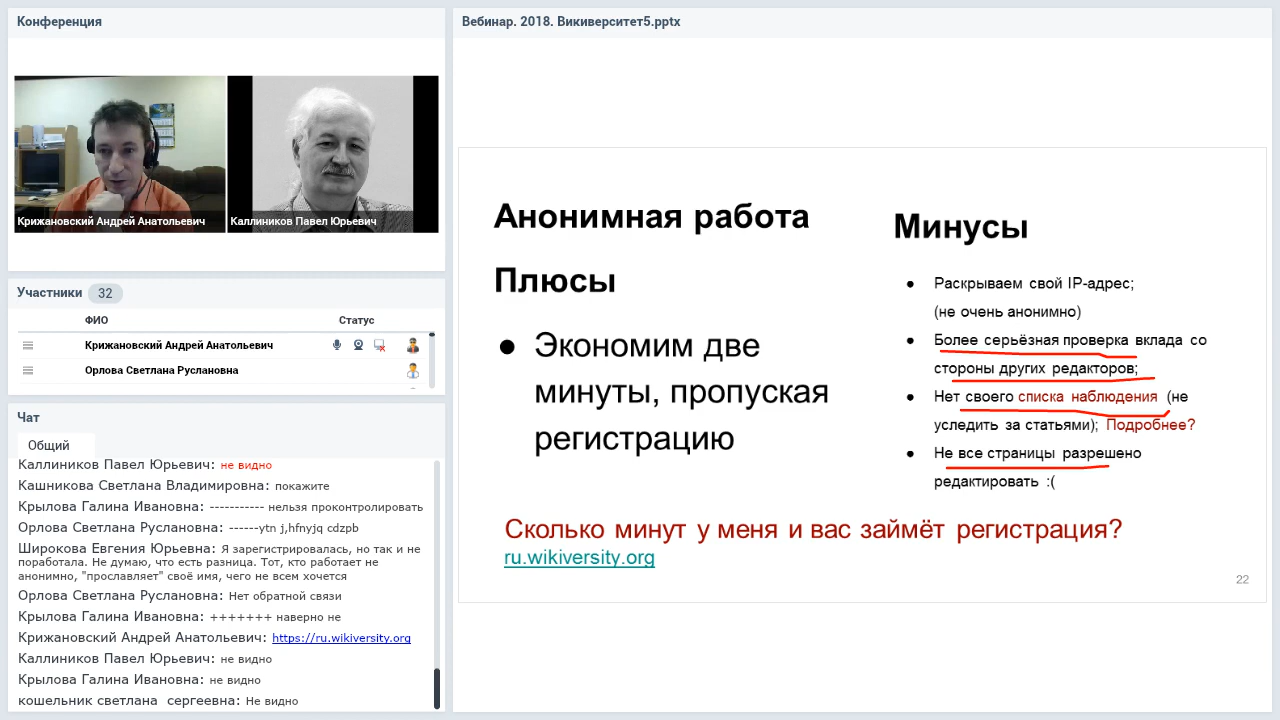 Конференция
Крижановский Андрей Анатольевич
Каллиников Павел Юрьевич
Участники 32
ФИО Статус
Крижановский Андрей Анатольевич
Орлова Светлана Руслановна
Чат
Общий
Каллиников Павел Юрьевич: не видно
Кашникова Светлана Владимировна: покажите
Крылова Галина Ивановна: ----------- нельзя проконтролировать
Орлова Светлана Руслановна: ------ytn j,hfnyjq cdzpb
Широкова Евгения Юрьевна: Я зарегистрировалась, но так и не
поработала. Не думаю, что есть разница. Тот, кто работает не
анонимно, "прославляет" своё имя, чего не всем хочется
Орлова Светлана Руслановна: Нет обратной связи
Крылова Галина Ивановна: +++++++ наверно не
Крижановский Андрей Анатольевич: https://ru.wikiversity.org
Каллиников Павел Юрьевич: не видно
Крылова Галина Ивановна: не видно
кошельник светлана сергеевна: Не видно
Вебинар. 2018. Викиверситет5.pptx
Анонимная работа
Плюсы
● Экономим две
минуты, пропуская
регистрацию
Минусы
● Раскрываем свой IP-адрес;
(не очень анонимно)
● Более серьёзная проверка вклада со
стороны других редакторов;
● Нет своего списка наблюдения (не
уследить за статьями); Подробнее?
● Не все страницы разрешено
редактировать :(
Сколько минут у меня и вас займёт регистрация?
ru.wikiversity.org
22